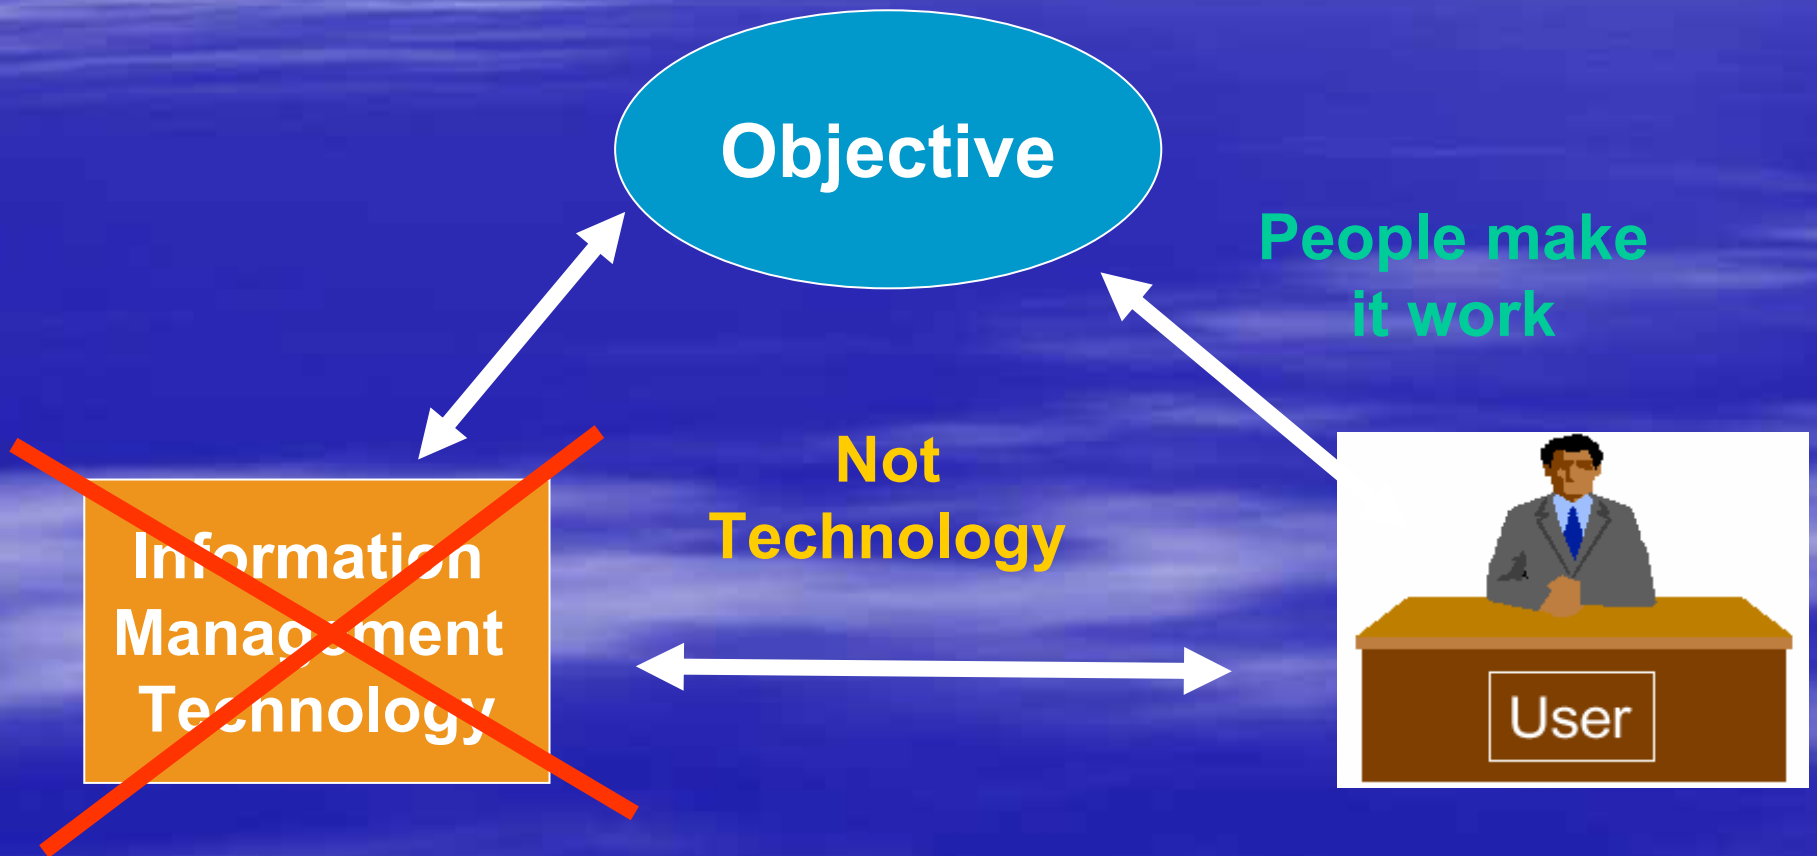 Objective
People make
it work
Not
Technology
Information
Management
Technology
User